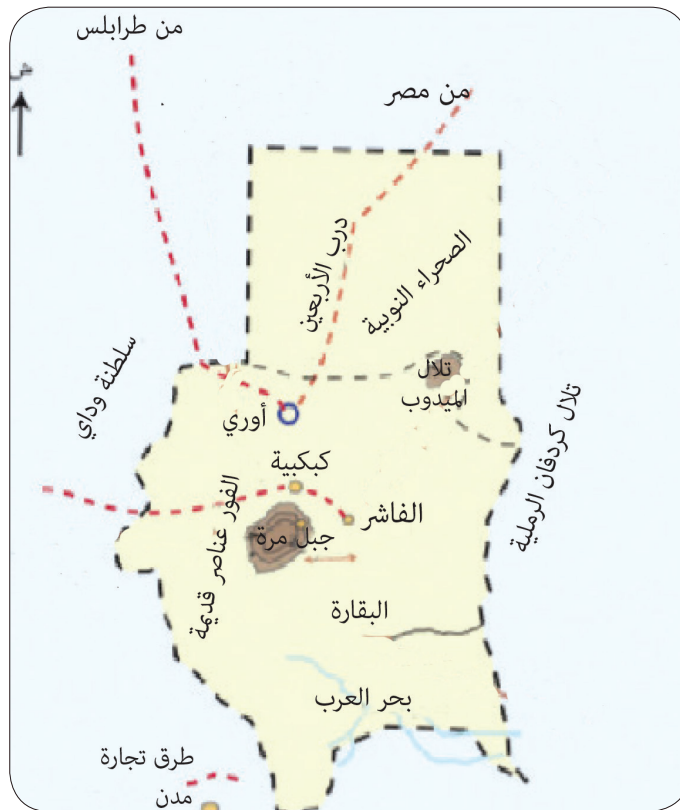 من طرابلس
ش
من مصر
درب الأربعين
الصحراء النوبية
سلطنة وداي
تلال
الميدوب
أوري
تلال كردفان الرملية
كبكبية
الفاشر
جبل مرة
الفور عناصر قديمة
البقارة
بحر العرب
طرق تجارة
مدن